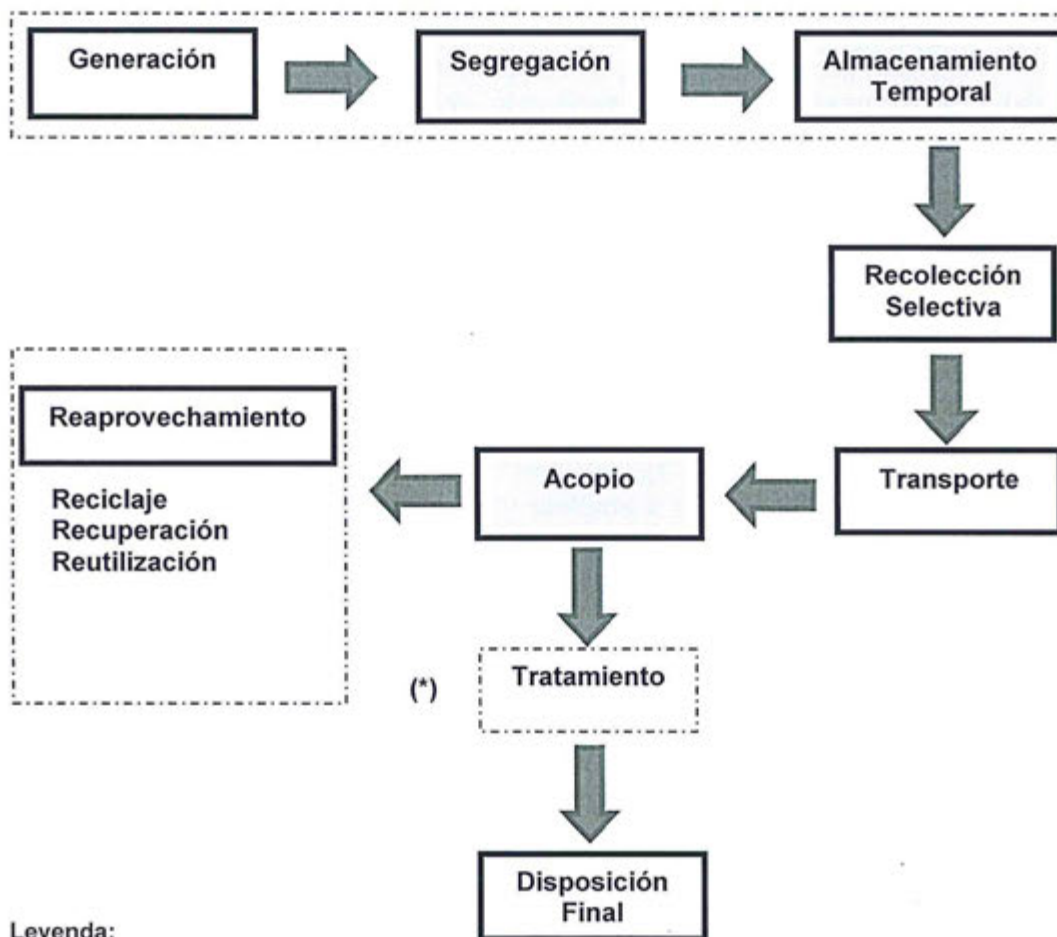 Generación
Segregación
Almacenamiento
Temporal
Recolección
Selectiva
Transporte
Acopio
Reaprovechamiento
Reciclaje
Recuperación
Reutilización
(*)
Tratamiento
Disposición
Final
Leyenda: